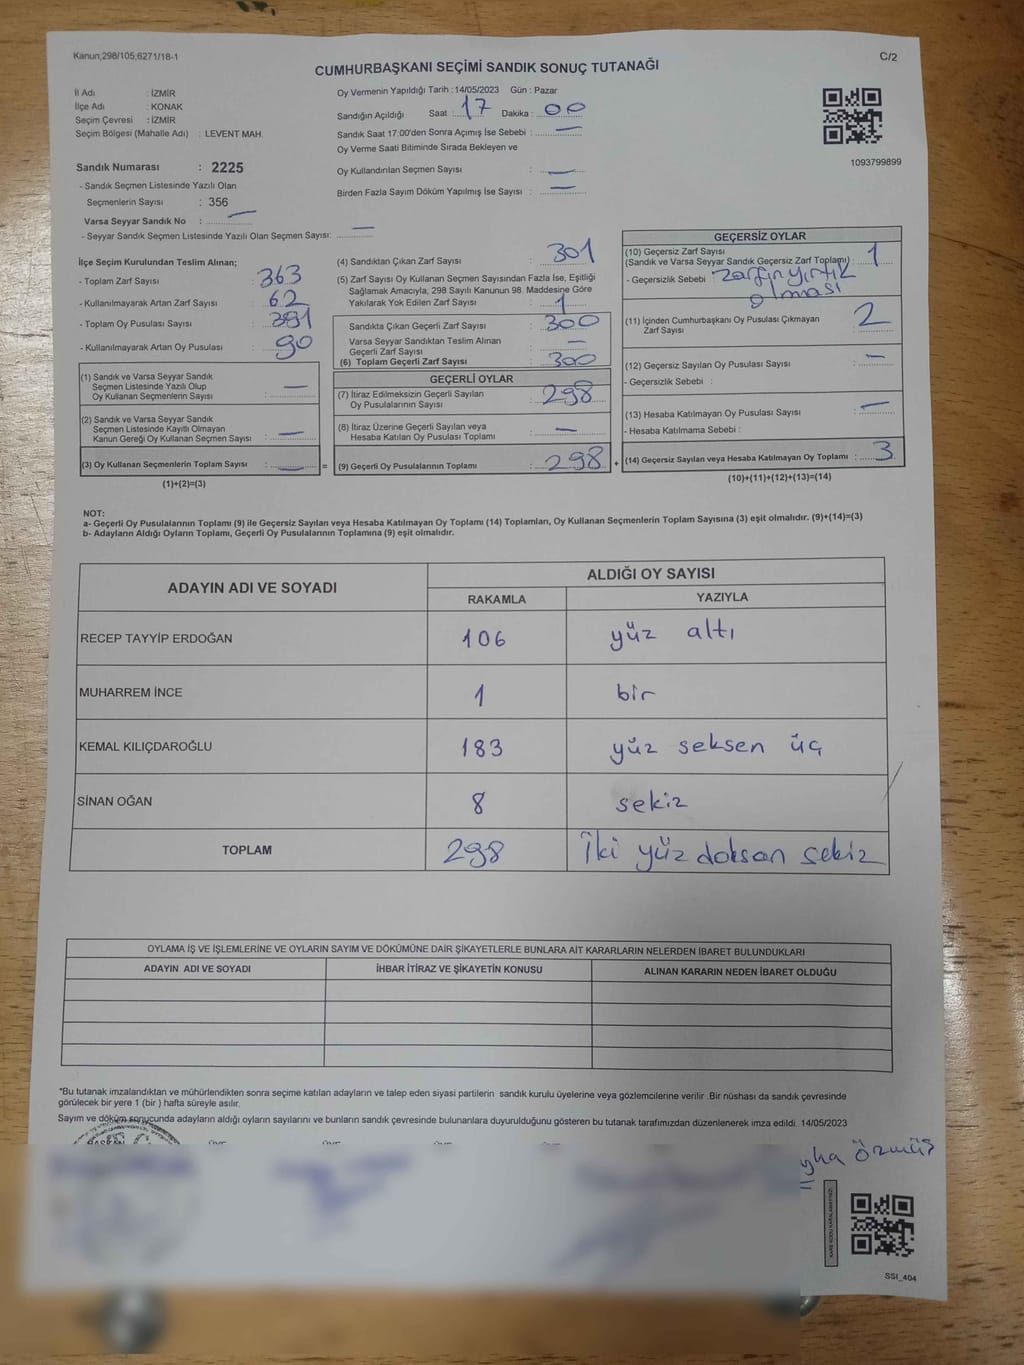 Kanun;298/105;6271/18-1
C/2
CUMHURBAŞKANI SEÇİMİ SANDIK SONUÇ TUTANAĞI
İl Adı : İZMİR
İlçe Adı : KONAK
Seçim Çevresi : İZMİR
Seçim Bölgesi (Mahalle Adı) : LEVENT MAH.
Sandık Numarası : 2225
- Sandık Seçmen Listesinde Yazılı Olan
Seçmenlerin Sayısı : 356
Varsa Seyyar Sandık No : —
- Seyyar Sandık Seçmen Listesinde Yazılı Olan Seçmen Sayısı: —
Oy Vermenin Yapıldığı Tarih : 14/05/2023 Gün : Pazar
Sandığın Açıldığı Saat : 17 Dakika : 00
Sandık Saat 17.00'den Sonra Açımış İse Sebebi : —
Oy Verme Saati Bitiminde Sırada Bekleyen ve
Oy Kullandırılan Seçmen Sayısı : —
Birden Fazla Sayım Döküm Yapılmış İse Sayısı : —
1093799899
İlçe Seçim Kurulundan Teslim Alınan;
- Toplam Zarf Sayısı : 363
- Kullanılmayarak Artan Zarf Sayısı : 62
- Toplam Oy Pusulası Sayısı : 391
- Kullanılmayarak Artan Oy Pusulası : 90
(1) Sandık ve Varsa Seyyar Sandık
Seçmen Listesinde Yazılı Olup
Oy Kullanan Seçmenlerin Sayısı : —
(2) Sandık ve Varsa Seyyar Sandık
Seçmen Listesinde Kayıtlı Olmayan
Kanun Gereği Oy Kullanan Seçmen Sayısı : —
(3) Oy Kullanan Seçmenlerin Toplam Sayısı : — =
(1)+(2)=(3)
(4) Sandıktan Çıkan Zarf Sayısı : 301
(5) Zarf Sayısı Oy Kullanan Seçmen Sayısından Fazla İse, Eşitliği
Sağlamak Amacıyla, 298 Sayılı Kanunun 98. Maddesine Göre
Yakılarak Yok Edilen Zarf Sayısı : 1
Sandıkta Çıkan Geçerli Zarf Sayısı : 300
Varsa Seyyar Sandıktan Teslim Alınan
Geçerli Zarf Sayısı : —
(6) Toplam Geçerli Zarf Sayısı : 300
GEÇERLİ OYLAR
(7) İtiraz Edilmeksizin Geçerli Sayılan
Oy Pusulalarının Sayısı : 298
(8) İtiraz Üzerine Geçerli Sayılan veya
Hesaba Katılan Oy Pusulası Toplamı : —
(9) Geçerli Oy Pusulalarının Toplamı : 298 +
GEÇERSİZ OYLAR
(10) Geçersiz Zarf Sayısı
(Sandık ve Varsa Seyyar Sandık Geçersiz Zarf Toplamı) : 1
- Geçersizlik Sebebi : zarfın yırtık
olması
(11) İçinden Cumhurbaşkanı Oy Pusulası Çıkmayan
Zarf Sayısı : 2
(12) Geçersiz Sayılan Oy Pusulası Sayısı : —
- Geçersizlik Sebebi :
(13) Hesaba Katılmayan Oy Pusulası Sayısı : —
- Hesaba Katılmama Sebebi :
(14) Geçersiz Sayılan veya Hesaba Katılmayan Oy Toplamı : 3
(10)+(11)+(12)+(13)=(14)
NOT:
a- Geçerli Oy Pusulalarının Toplamı (9) ile Geçersiz Sayılan veya Hesaba Katılmayan Oy Toplamı (14) Toplamları, Oy Kullanan Seçmenlerin Toplam Sayısına (3) eşit olmalıdır. (9)+(14)=(3)
b- Adayların Aldığı Oyların Toplamı, Geçerli Oy Pusulalarının Toplamına (9) eşit olmalıdır.
ADAYIN ADI VE SOYADI ALDIĞI OY SAYISI
RAKAMLA YAZIYLA
RECEP TAYYİP ERDOĞAN 106 yüz altı
MUHARREM İNCE 1 bir
KEMAL KILIÇDAROĞLU 183 yüz seksen üç
SİNAN OĞAN 8 sekiz
TOPLAM 298 İki yüz doksan sekiz
OYLAMA İŞ VE İŞLEMLERİNE VE OYLARIN SAYIM VE DÖKÜMÜNE DAİR ŞİKAYETLERLE BUNLARA AİT KARARLARIN NELERDEN İBARET BULUNDUKLARI
ADAYIN ADI VE SOYADI İHBAR İTİRAZ VE ŞİKAYETİN KONUSU ALINAN KARARIN NEDEN İBARET OLDUĞU
*Bu tutanak imzalandıktan ve mühürlendikten sonra seçime katılan adayların ve talep eden siyasi partilerin sandık kurulu üyelerine veya gözlemcilerine verilir .Bir nüshası da sandık çevresinde
görülecek bir yere 1 (bir ) hafta süreyle asılır.
Sayım ve döküm sonucunda adayların aldığı oyların sayılarını ve bunların sandık çevresinde bulunanlara duyurulduğunu gösteren bu tutanak tarafımızdan düzenlenerek imza edildi. 14/05/2023
Özmüş
SSI_404